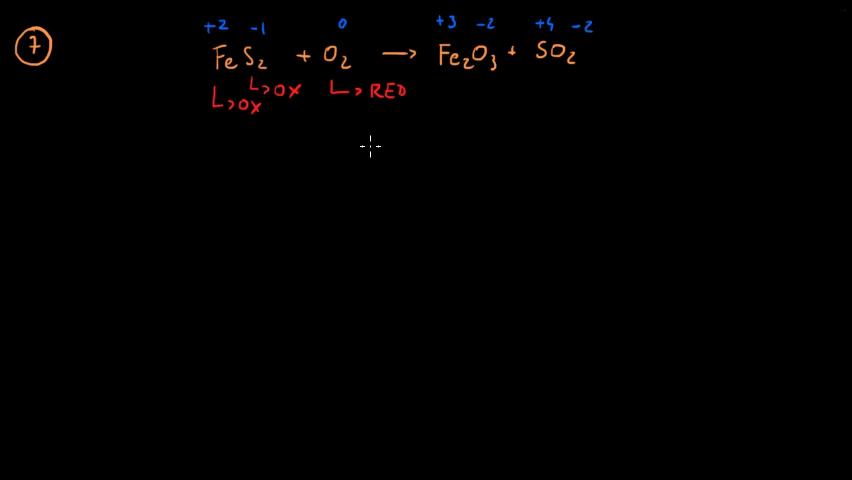 +2 -1 0 +3 -2 +4 -2
7 FeS2 + O2 → Fe2O3 + SO2
↳OX ↳RED
↳OX